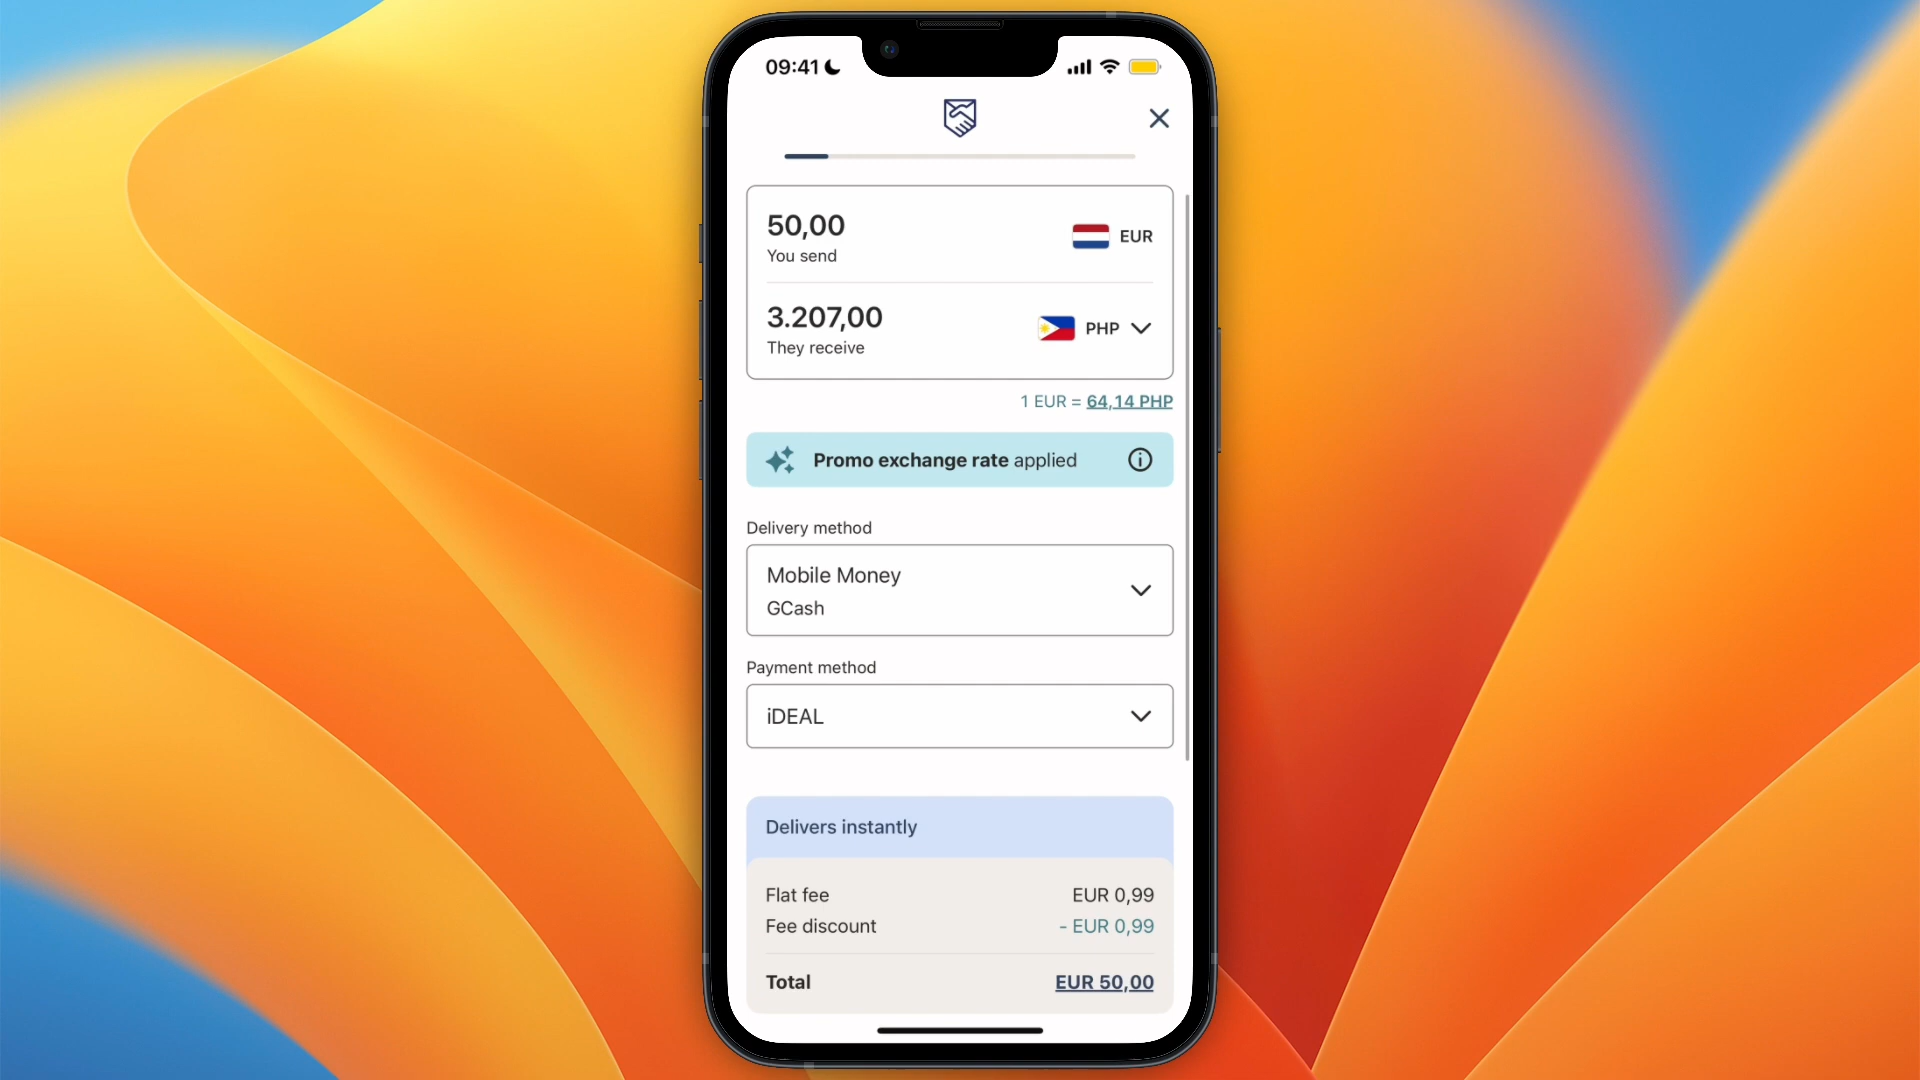 09:41
50,00
EUR
You send
3.207,00
PHP
They receive
1 EUR = 64,14 PHP
Promo exchange rate applied
Delivery method
Mobile Money
GCash
Payment method
iDEAL
Delivers instantly
Flat fee EUR 0,99
Fee discount - EUR 0,99
Total EUR 50,00